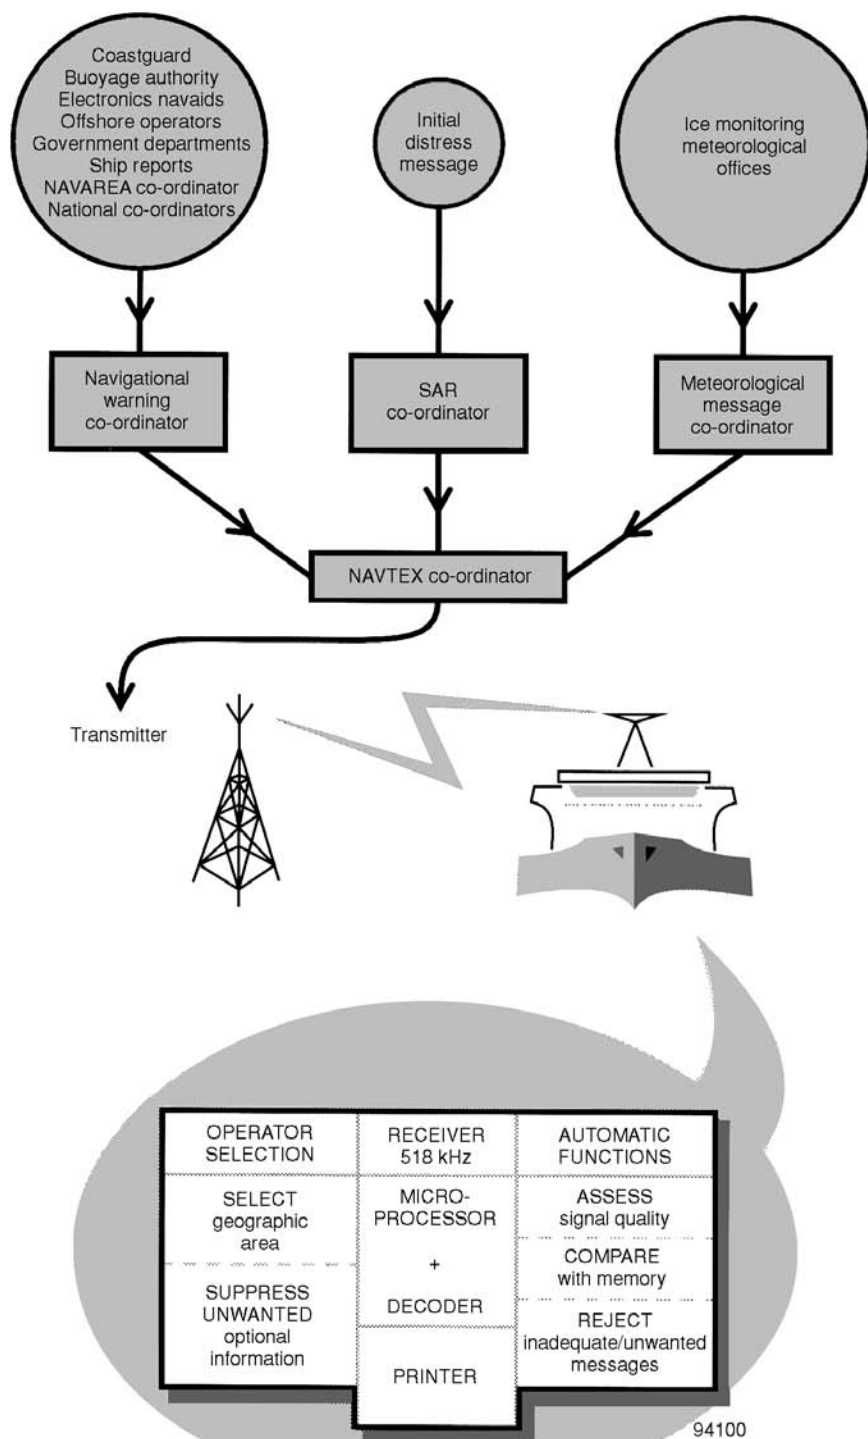 Coastguard
Buoyage authority
Electronics navaids
Offshore operators
Government departments
Ship reports
NAVAREA co-ordinator
National co-ordinators
Initial
distress
message
Ice monitoring
meteorological
offices
Navigational
warning
co-ordinator
SAR
co-ordinator
Meteorological
message
co-ordinator
NAVTEX co-ordinator
Transmitter
OPERATOR
SELECTION
SELECT
geographic
area
SUPPRESS
UNWANTED
optional
information
RECEIVER
518 kHz
MICRO-
PROCESSOR
+
DECODER
PRINTER
AUTOMATIC
FUNCTIONS
ASSESS
signal quality
COMPARE
with memory
REJECT
inadequate/unwanted
messages
94100